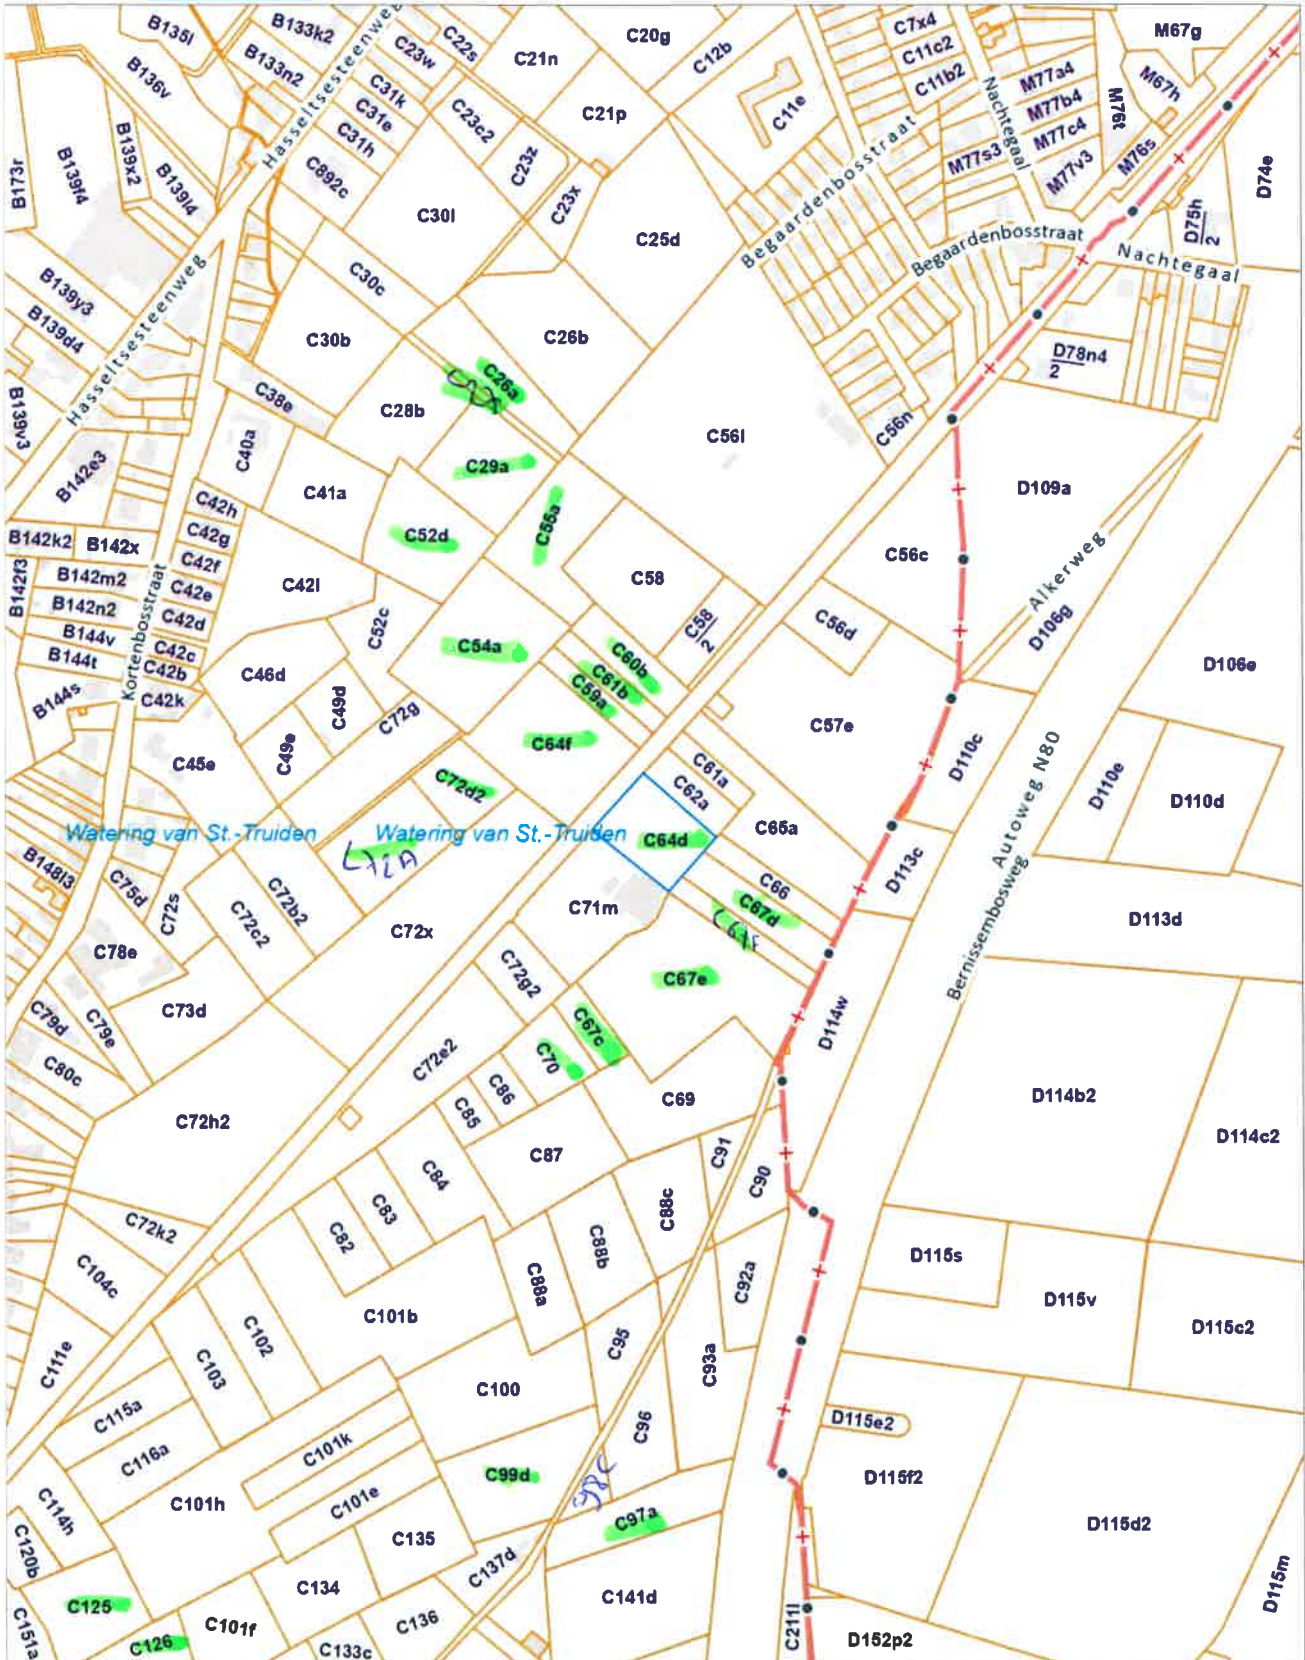 B135l
B133k2
C22s
C20g
C7x4
M67g
B133n2
C23w
C21n
C12b
C11c2
B136v
C31k
C11b2
M77a4
M67h
C31e
C23c2
C21p
C11e
Nachtegaal
M77b4
M76t
Hasseltsesteenweg
C31h
C23z
M77c4
M76s
B173r
B139f4
B139x2
B139l4
C892c
C23x
Begaardenbosstraat
M77s3
M77v3
D74e
C30l
C25d
D75h
2
Begaardenbosstraat
Nachtegaal
B139y3
Hasseltsesteenweg
C30c
B139d4
C30b
C26b
D78n4
2
C26a
B139v3
C38e
C28b
C56n
C56l
C40a
B142e3
C29a
C41a
D109a
C42h
C55a
B142k2
B142x
C42g
C52d
C56c
C42f
B142f3
B142m2
C42l
C58
Alkerweg
C42e
B142n2
C42d
C52c
C58
2
C56d
D106g
Kortenbosstraat
B144v
C42c
C54a
C60b
B144t
C42b
C46d
C61b
D106e
B144s
C42k
C49d
C59a
C72g
C57e
C64f
C45e
C49e
D110c
C61a
C72d2
C62a
D110e
D110d
Autoweg N80
Watering van St.-Truiden
Watering van St.-Truiden
C64d
C65a
C72A
B148l3
C75d
C72s
C72b2
D113c
C66
C67d
C72c2
C72x
C71m
C67F
Bernissembosweg
D113d
C78e
C72g2
C67e
C73d
C79d
C79e
C67c
D114w
C80c
C72e2
C70
C86
D114b2
C69
C85
C72h2
D114c2
C87
C91
C84
C90
C83
C88c
C72k2
C82
C88b
D115s
C104c
C88a
C92a
D115v
C101b
C102
D115c2
C95
C111e
C103
C93a
C100
C115a
D115e2
C96
C116a
C101k
C99d
98C
D115f2
C101h
C101e
C114h
C97a
D115d2
C135
C120b
C137d
C134
D115m
C125
C141d
C151a
C126
C101f
C136
C133c
C211l
D152p2